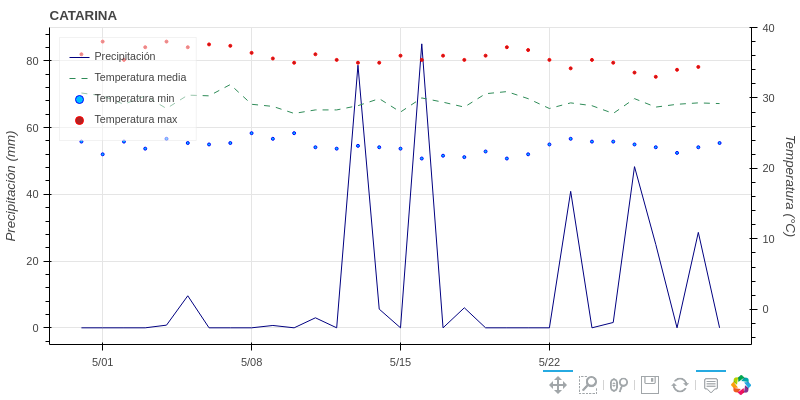 CATARINA
Precipitación
Temperatura media
Temperatura min
Temperatura max
Precipitación (mm)
80
60
40
20
0
Temperatura (°C)
40
30
20
10
0
5/01
5/08
5/15
5/22